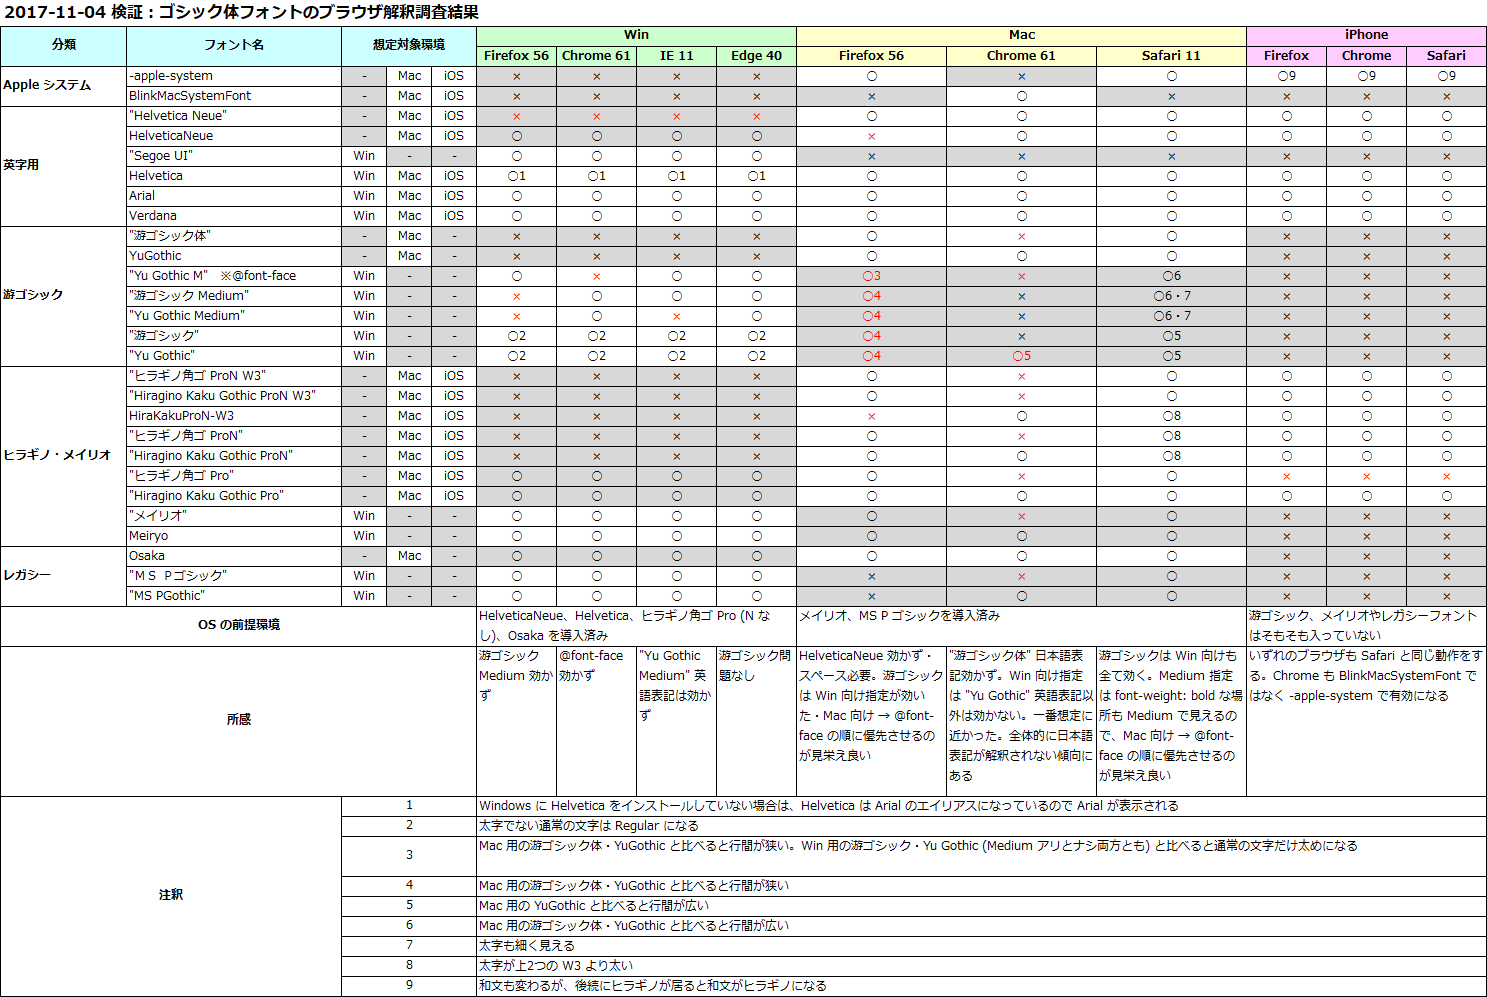 2017-11-04 検証：ゴシック体フォントのブラウザ解釈調査結果
分類 フォント名 想定対象環境 Win Mac iPhone
Firefox 56 Chrome 61 IE 11 Edge 40 Firefox 56 Chrome 61 Safari 11 Firefox Chrome Safari
Apple システム
-apple-system - Mac iOS × × × × ○ × ○ ○9 ○9 ○9
BlinkMacSystemFont - Mac iOS × × × × × ○ × × × ×
英字用
"Helvetica Neue" - Mac iOS × × × × ○ ○ ○ ○ ○ ○
HelveticaNeue - Mac iOS ○ ○ ○ ○ × ○ ○ ○ ○ ○
"Segoe UI" Win - - ○ ○ ○ ○ × × × × × ×
Helvetica Win Mac iOS ○1 ○1 ○1 ○1 ○ ○ ○ ○ ○ ○
Arial Win Mac iOS ○ ○ ○ ○ ○ ○ ○ ○ ○ ○
Verdana Win Mac iOS ○ ○ ○ ○ ○ ○ ○ ○ ○ ○
游ゴシック
"游ゴシック体" - Mac - × × × × ○ × ○ × × ×
YuGothic - Mac - × × × × ○ ○ ○ × × ×
"Yu Gothic M"　※@font-face Win - - ○ × ○ ○ ○3 × ○6 × × ×
"游ゴシック Medium" Win - - × ○ ○ ○ ○4 × ○6・7 × × ×
"Yu Gothic Medium" Win - - × ○ × ○ ○4 × ○6・7 × × ×
"游ゴシック" Win - - ○2 ○2 ○2 ○2 ○4 × ○5 × × ×
"Yu Gothic" Win - - ○2 ○2 ○2 ○2 ○4 ○5 ○5 × × ×
ヒラギノ・メイリオ
"ヒラギノ角ゴ ProN W3" - Mac iOS × × × × ○ × ○ ○ ○ ○
"Hiragino Kaku Gothic ProN W3" - Mac iOS × × × × ○ × ○ ○ ○ ○
HiraKakuProN-W3 - Mac iOS × × × × × ○ ○8 ○ ○ ○
"ヒラギノ角ゴ ProN" - Mac iOS × × × × ○ × ○8 ○ ○ ○
"Hiragino Kaku Gothic ProN" - Mac iOS × × × × ○ ○ ○8 ○ ○ ○
"ヒラギノ角ゴ Pro" - Mac iOS ○ ○ ○ ○ ○ × ○ × × ×
"Hiragino Kaku Gothic Pro" - Mac iOS ○ ○ ○ ○ ○ ○ ○ ○ ○ ○
"メイリオ" Win - - ○ ○ ○ ○ ○ × ○ × × ×
Meiryo Win - - ○ ○ ○ ○ ○ ○ ○ × × ×
レガシー
Osaka - Mac - ○ ○ ○ ○ ○ ○ ○ × × ×
"ＭＳ Ｐゴシック" Win - - ○ ○ ○ ○ × × ○ × × ×
"MS PGothic" Win - - ○ ○ ○ ○ × ○ ○ × × ×
OS の前提環境
HelveticaNeue、Helvetica、ヒラギノ角ゴ Pro (N な
し)、Osaka を導入済み
メイリオ、MS P ゴシックを導入済み
游ゴシック、メイリオやレガシーフォント
はそもそも入っていない
所感
游ゴシック
Medium 効か
ず
@font-face
効かず
"Yu Gothic
Medium" 英
語表記は効か
ず
游ゴシック問
題なし
HelveticaNeue 効かず・
スペース必要。游ゴシック
は Win 向け指定が効い
た・Mac 向け → @font-
face の順に優先させるの
が見栄え良い
"游ゴシック体" 日本語表
記効かず。Win 向け指定
は "Yu Gothic" 英語表記以
外は効かない。一番想定に
近かった。全体的に日本語
表記が解釈されない傾向に
ある
游ゴシックは Win 向けも
全て効く。Medium 指定
は font-weight: bold な場
所も Medium で見えるの
で、Mac 向け → @font-
face の順に優先させるの
が見栄え良い
いずれのブラウザも Safari と同じ動作をす
る。Chrome も BlinkMacSystemFont で
はなく -apple-system で有効になる
注釈
1 Windows に Helvetica をインストールしていない場合は、Helvetica は Arial のエイリアスになっているので Arial が表示される
2 太字でない通常の文字は Regular になる
3 Mac 用の游ゴシック体・YuGothic と比べると行間が狭い。Win 用の游ゴシック・Yu Gothic (Medium アリとナシ両方とも) と比べると通常の文字だけ太めになる
4 Mac 用の游ゴシック体・YuGothic と比べると行間が狭い
5 Mac 用の YuGothic と比べると行間が広い
6 Mac 用の游ゴシック体・YuGothic と比べると行間が広い
7 太字も細く見える
8 太字が上2つの W3 より太い
9 和文も変わるが、後続にヒラギノが居ると和文がヒラギノになる